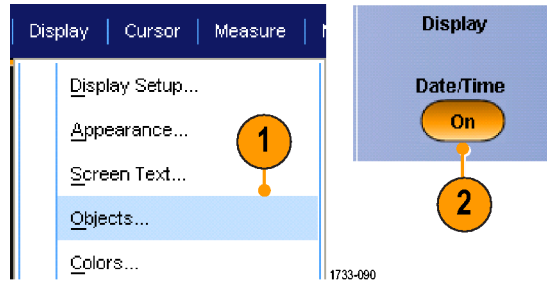 Display Cursor Measure
Display Setup...
Appearance...
Screen Text...
Objects...
Colors...
1
Display
Date/Time
On
2
1733-090